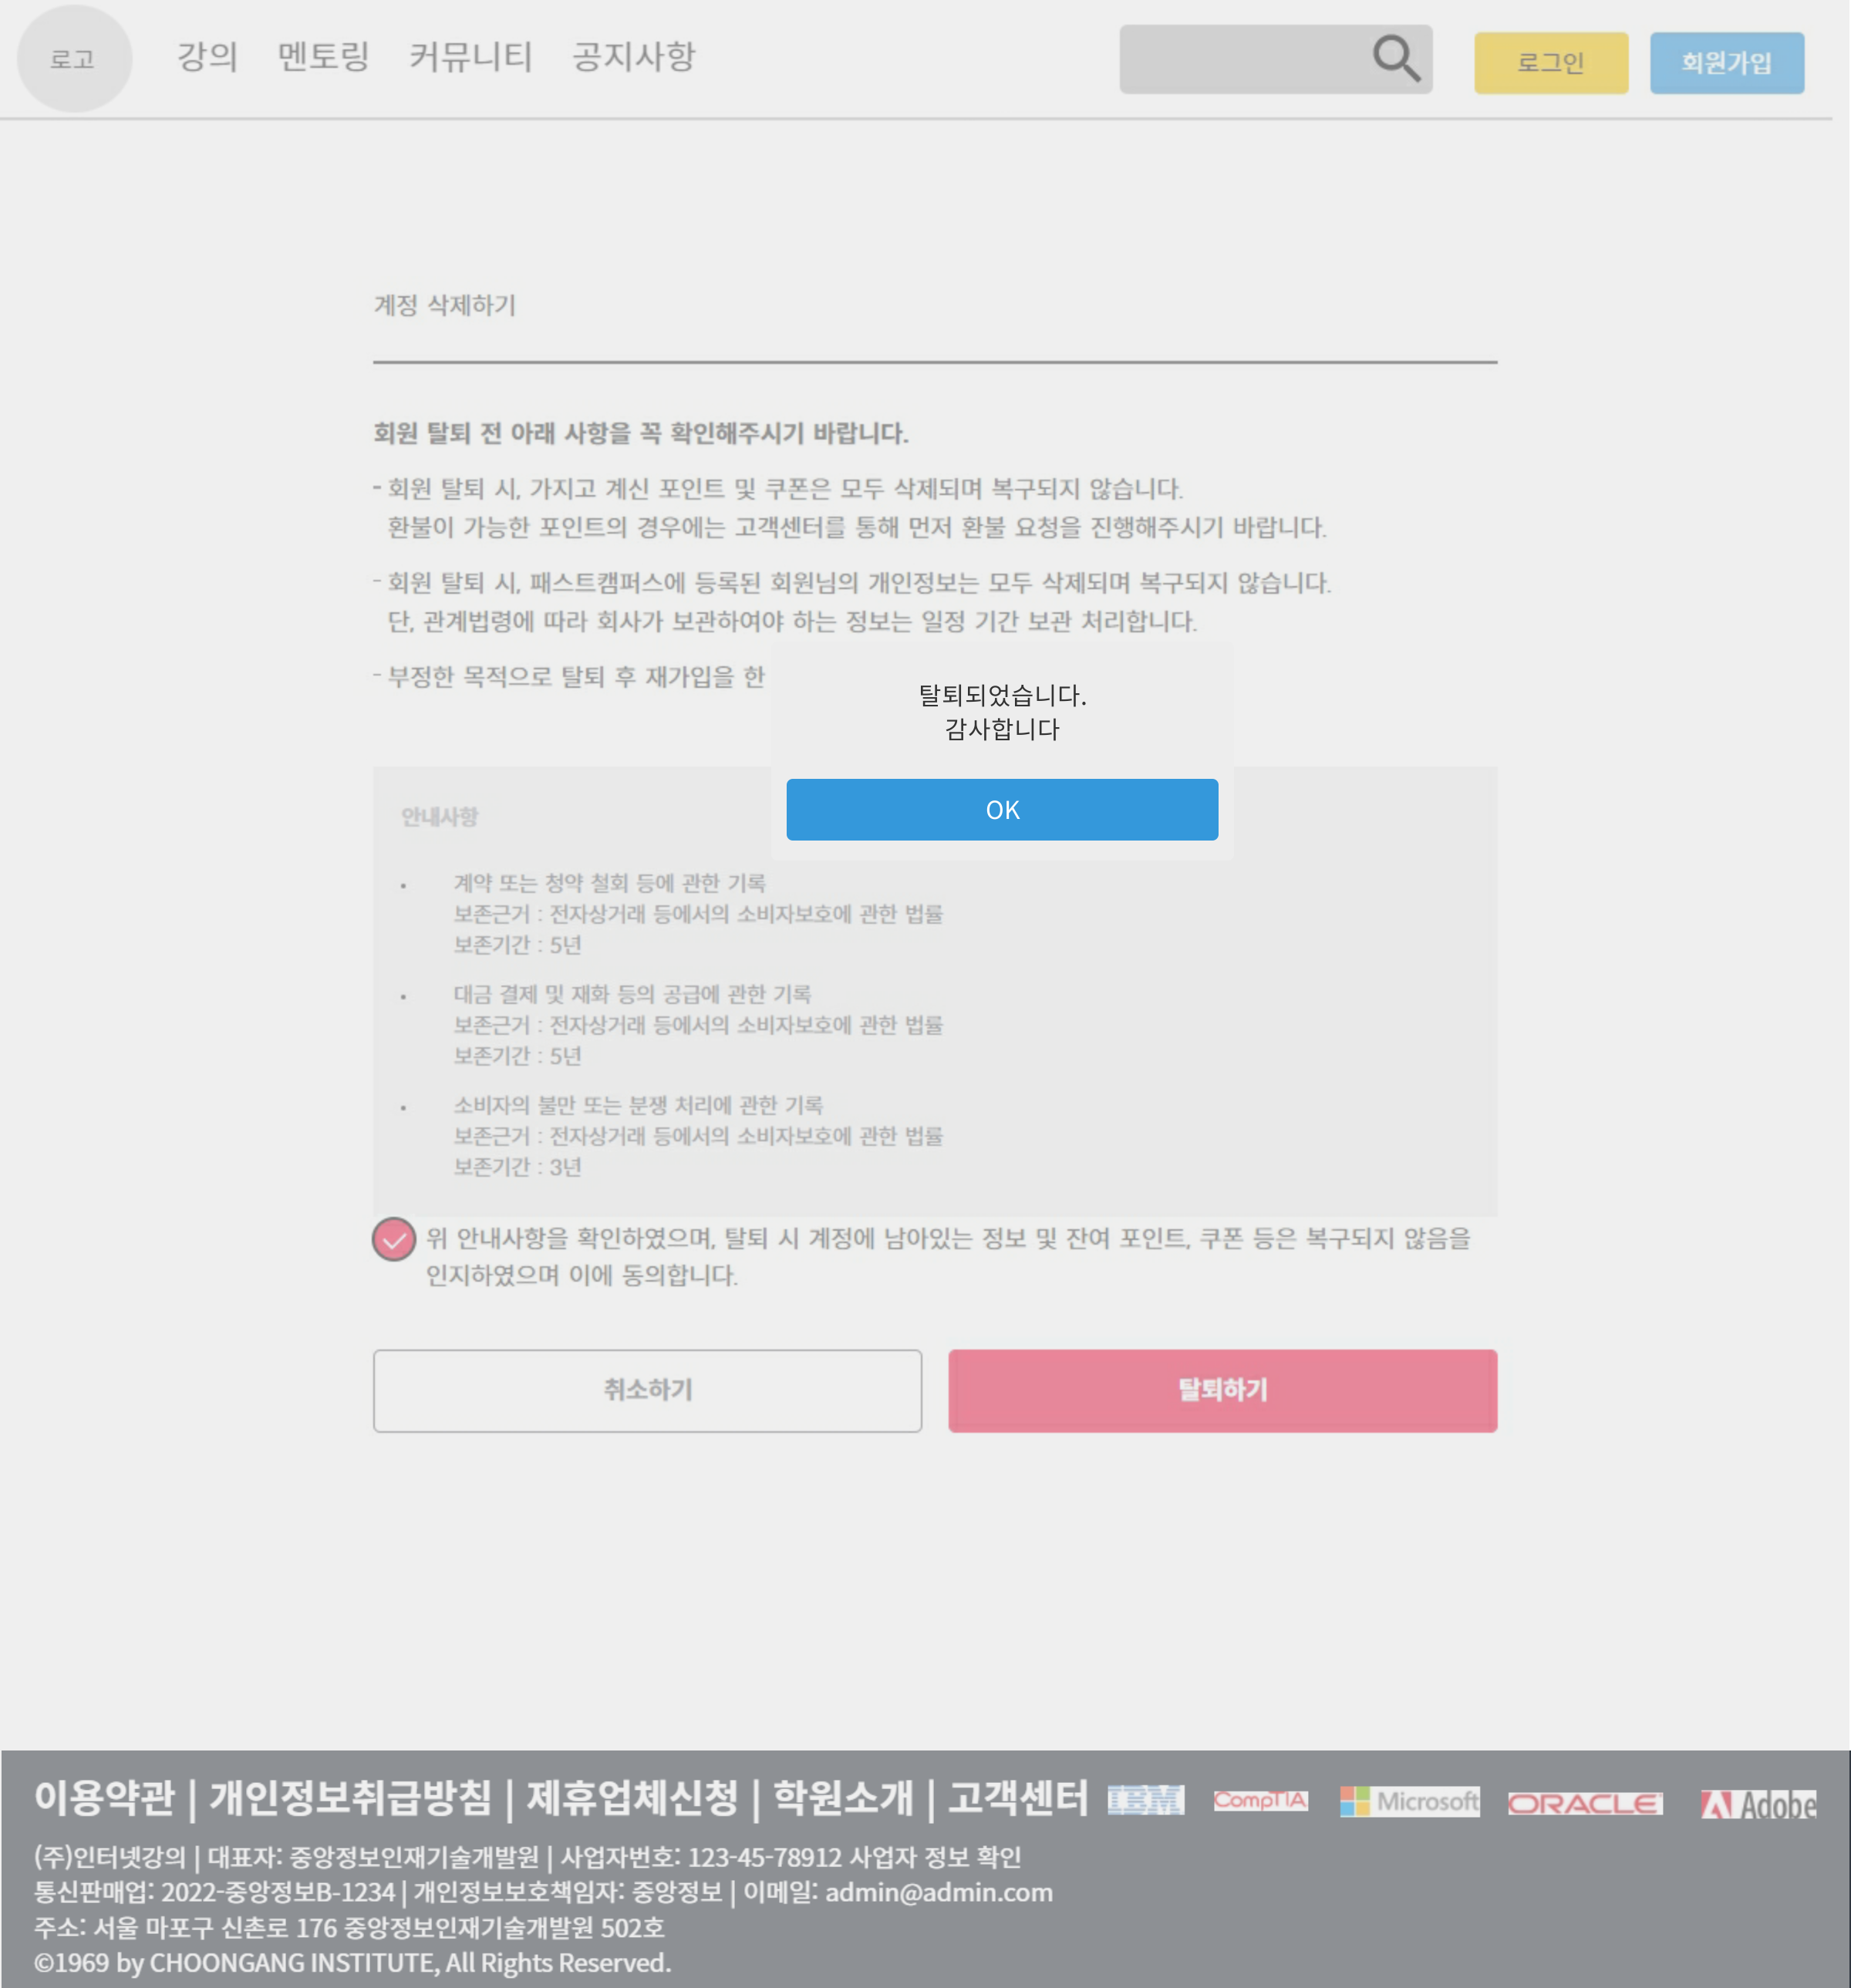 로고
강의 멘토링 커뮤니티 공지사항
로그인 회원가입
계정 삭제하기
회원 탈퇴 전 아래 사항을 꼭 확인해주시기 바랍니다.
- 회원 탈퇴 시, 가지고 계신 포인트 및 쿠폰은 모두 삭제되며 복구되지 않습니다.
환불이 가능한 포인트의 경우에는 고객센터를 통해 먼저 환불 요청을 진행해주시기 바랍니다.
- 회원 탈퇴 시, 패스트캠퍼스에 등록된 회원님의 개인정보는 모두 삭제되며 복구되지 않습니다.
단, 관계법령에 따라 회사가 보관하여야 하는 정보는 일정 기간 보관 처리합니다.
- 부정한 목적으로 탈퇴 후 재가입을 한
탈퇴되었습니다.
감사합니다
OK
안내사항
• 계약 또는 청약 철회 등에 관한 기록
보존근거 : 전자상거래 등에서의 소비자보호에 관한 법률
보존기간 : 5년
• 대금 결제 및 재화 등의 공급에 관한 기록
보존근거 : 전자상거래 등에서의 소비자보호에 관한 법률
보존기간 : 5년
• 소비자의 불만 또는 분쟁 처리에 관한 기록
보존근거 : 전자상거래 등에서의 소비자보호에 관한 법률
보존기간 : 3년
위 안내사항을 확인하였으며, 탈퇴 시 계정에 남아있는 정보 및 잔여 포인트, 쿠폰 등은 복구되지 않음을
인지하였으며 이에 동의합니다.
취소하기 탈퇴하기
이용약관 | 개인정보취급방침 | 제휴업체신청 | 학원소개 | 고객센터 IBM CompTIA Microsoft ORACLE Adobe
(주)인터넷강의 | 대표자: 중앙정보인재기술개발원 | 사업자번호: 123-45-78912 사업자 정보 확인
통신판매업: 2022-중앙정보B-1234 | 개인정보보호책임자: 중앙정보 | 이메일: admin@admin.com
주소: 서울 마포구 신촌로 176 중앙정보인재기술개발원 502호
©1969 by CHOONGANG INSTITUTE, All Rights Reserved.